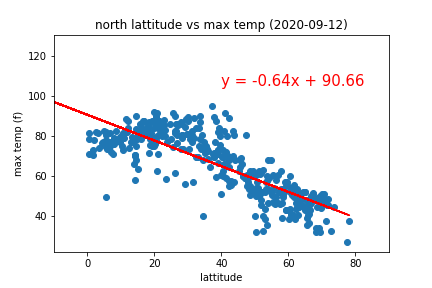 north lattitude vs max temp (2020-09-12)
y = -0.64x + 90.66
max temp (f)
120
100
80
60
40
0
20
40
60
80
lattitude